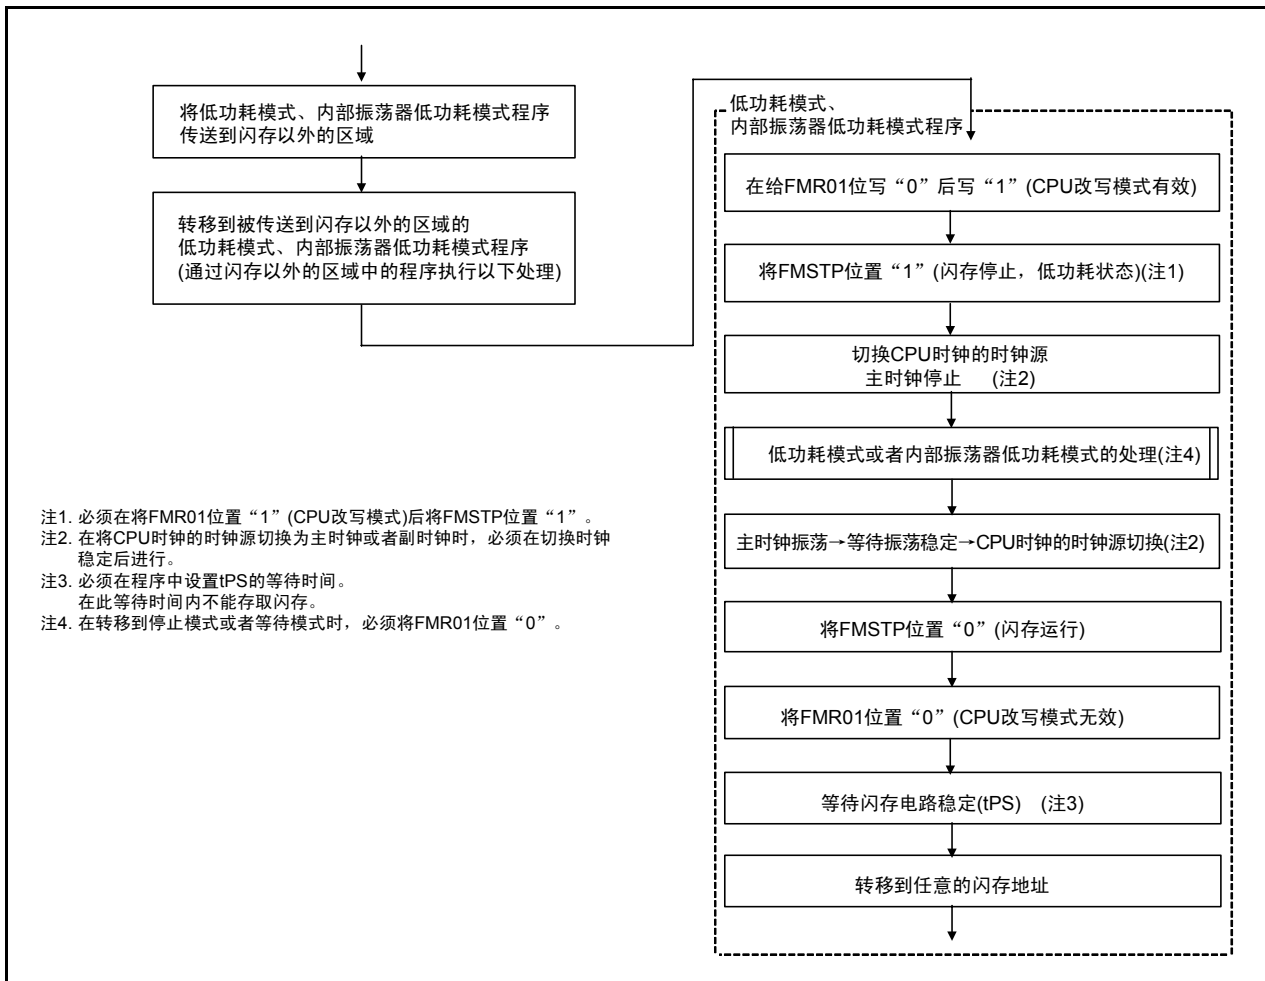 将低功耗模式、内部振荡器低功耗模式程序
传送到闪存以外的区域
转移到被传送到闪存以外的区域的
低功耗模式、内部振荡器低功耗模式程序
(通过闪存以外的区域中的程序执行以下处理)
注1. 必须在将FMR01位置“1”(CPU改写模式)后将FMSTP位置“1”。
注2. 在将CPU时钟的时钟源切换为主时钟或者副时钟时，必须在切换时钟
稳定后进行。
注3. 必须在程序中设置tPS的等待时间。
在此等待时间内不能存取闪存。
注4. 在转移到停止模式或者等待模式时，必须将FMR01位置“0”。
低功耗模式、
内部振荡器低功耗模式程序
在给FMR01位写“0”后写“1”(CPU改写模式有效)
将FMSTP位置“1”(闪存停止，低功耗状态)(注1)
切换CPU时钟的时钟源
主时钟停止 (注2)
低功耗模式或者内部振荡器低功耗模式的处理(注4)
主时钟振荡→等待振荡稳定→CPU时钟的时钟源切换(注2)
将FMSTP位置“0”(闪存运行)
将FMR01位置“0”(CPU改写模式无效)
等待闪存电路稳定(tPS) (注3)
转移到任意的闪存地址